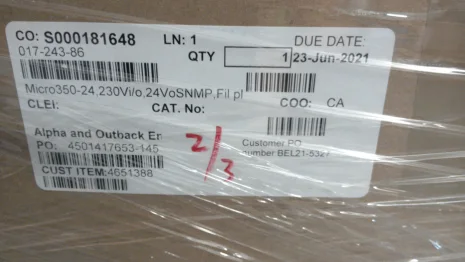 CO: S000181648 LN: 1 DUE DATE:
017-243-86 QTY 1 23-Jun-2021
Micro350-24,230Vi/o,24VoSNMP,Fil pl
CLEI: CAT. No: COO: CA
Alpha and Outback En
PO: 4501417653-145
CUST ITEM:4651388
2/3
Customer PO
number BEL21-5327